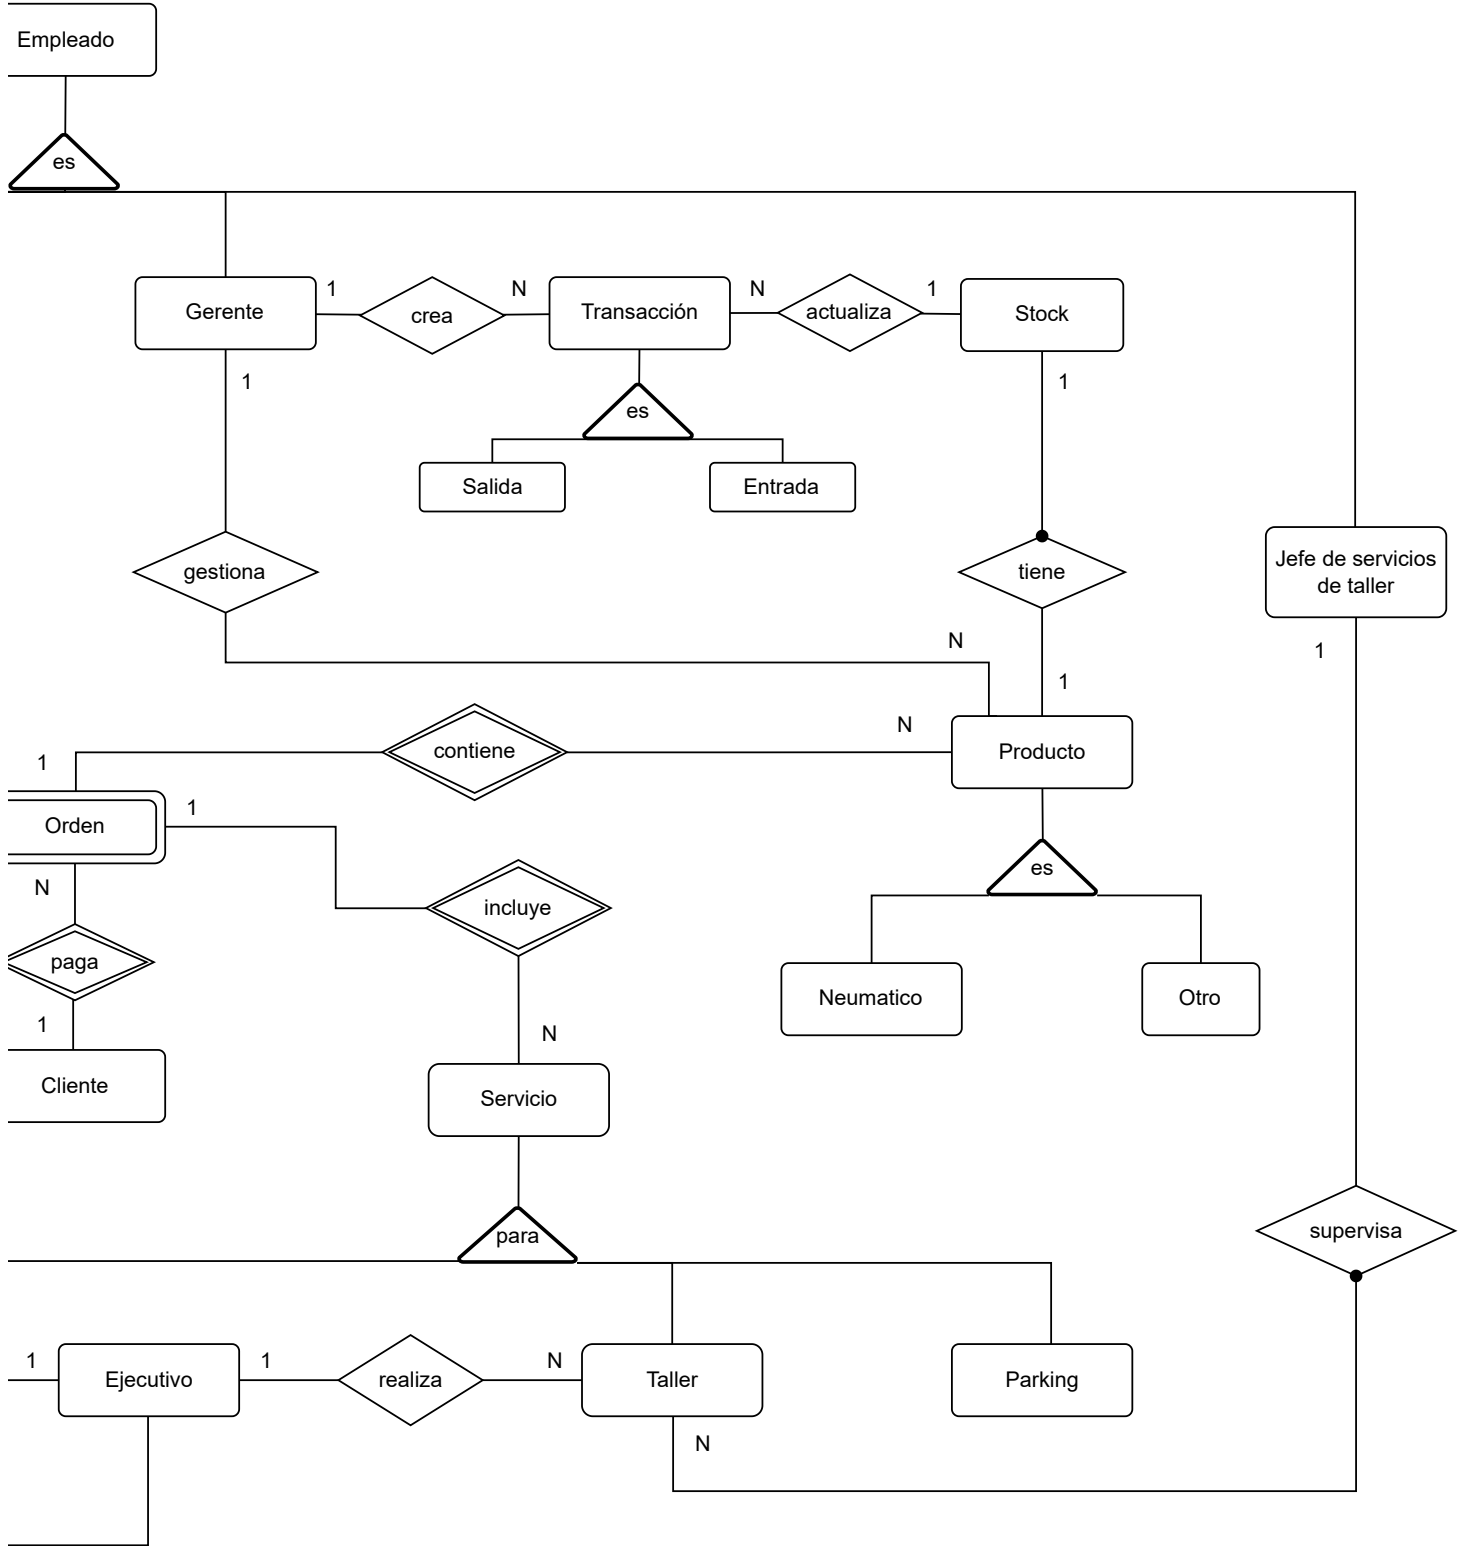 Empleado
es
Gerente
1
crea
N
Transacción
N
actualiza
1
Stock
1
1
es
Salida
Entrada
Jefe de servicios
de taller
gestiona
tiene
N
1
1
N
contiene
Producto
1
Orden
1
es
N
incluye
paga
Neumatico
Otro
1
N
Cliente
Servicio
para
supervisa
1
Ejecutivo
1
realiza
N
Taller
Parking
N